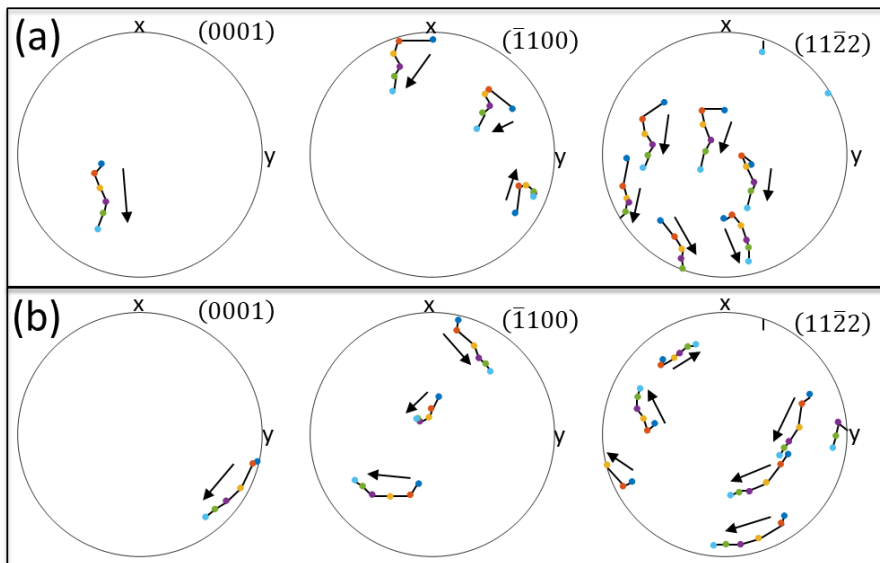 (a)
x
(0001)
y
x
(1̅100)
y
x
(112̅2)
y
(b)
x
(0001)
y
x
(1̅100)
y
x
(112̅2)
y